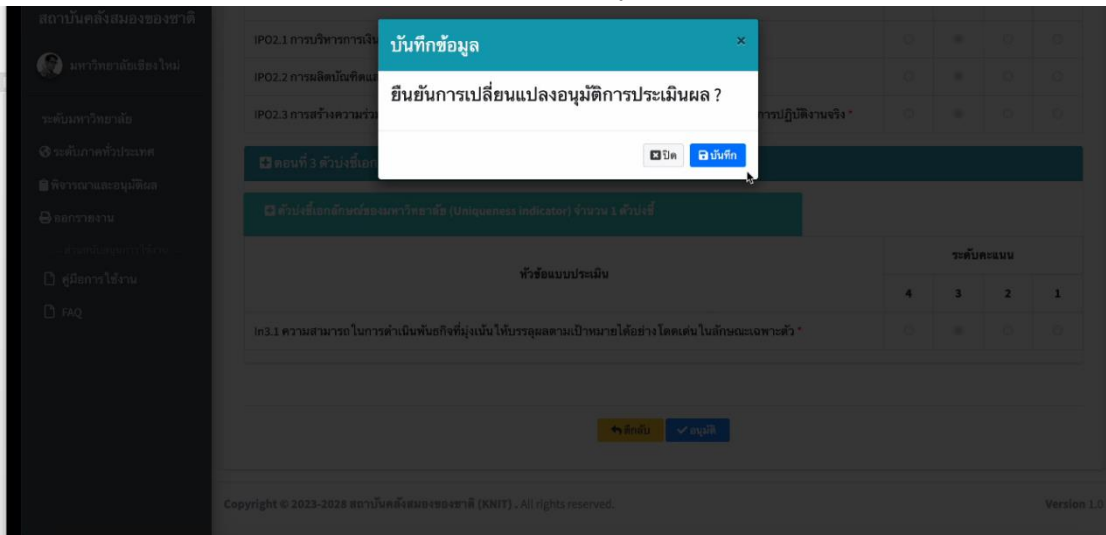 สถาบันคลังสมองของชาติ
มหาวิทยาลัยเชียงใหม่
ระดับมหาวิทยาลัย
ระดับภาคทั่วประเทศ
พิจารณาและอนุมัติผล
ออกรายงาน
คู่มือการใช้งาน
FAQ
บันทึกข้อมูล ×
ยืนยันการเปลี่ยนแปลงอนุมัติการประเมินผล ?
ปิด บันทึก
IPO2.1 การบริหารการเงิน
IPO2.2 การผลิตบัณฑิตและ
IPO2.3 การสร้างความร่วม การปฏิบัติงานจริง *
ตอนที่ 3 ตัวบ่งชี้เอก
ตัวบ่งชี้เอกลักษณ์ของมหาวิทยาลัย (Uniqueness Indicator) จำนวน 1 ตัวบ่งชี้
หัวข้อแบบประเมิน ระดับคะแนน
4 3 2 1
In3.1 ความสามารถในการดำเนินพันธกิจที่มุ่งเน้นให้บรรลุผลตามเป้าหมายได้อย่างโดดเด่นในลักษณะเฉพาะตัว *
ตีกลับ อนุมัติ
Copyright © 2023-2028 สถาบันคลังสมองของชาติ (KNIT) . All rights reserved. Version 1.0